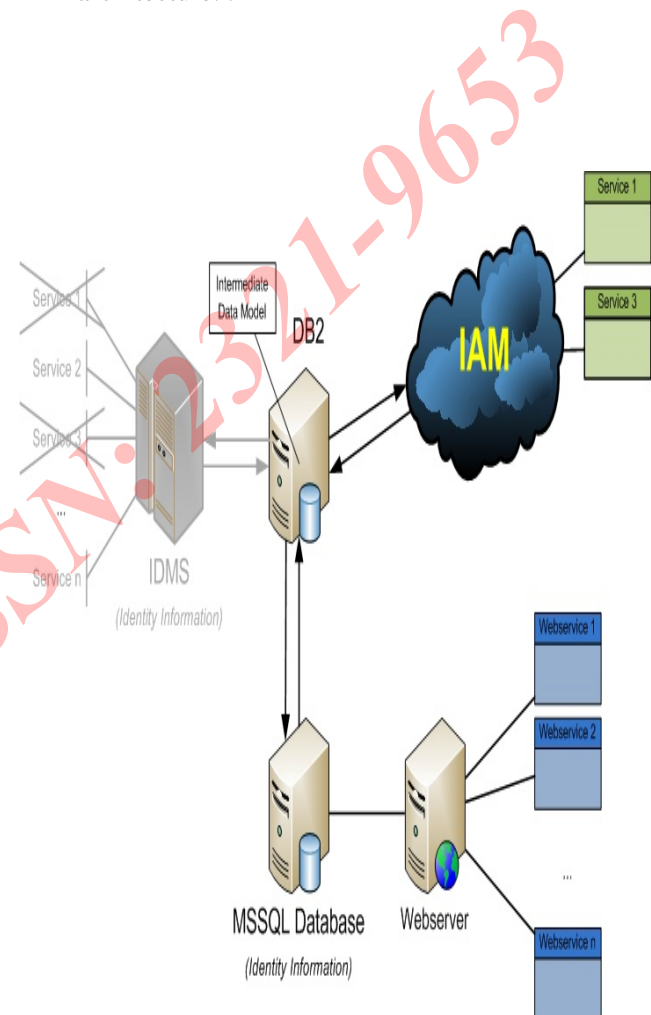 SSN: 2321-9653
Service 1
Service 3
Intermediate
Data Model
DB2
IAM
Service 1
Service 2
Service 3
...
Service n
IDMS
(Identity Information)
Webservice 1
Webservice 2
...
Webservice n
MSSQL Database
(Identity Information)
Webserver